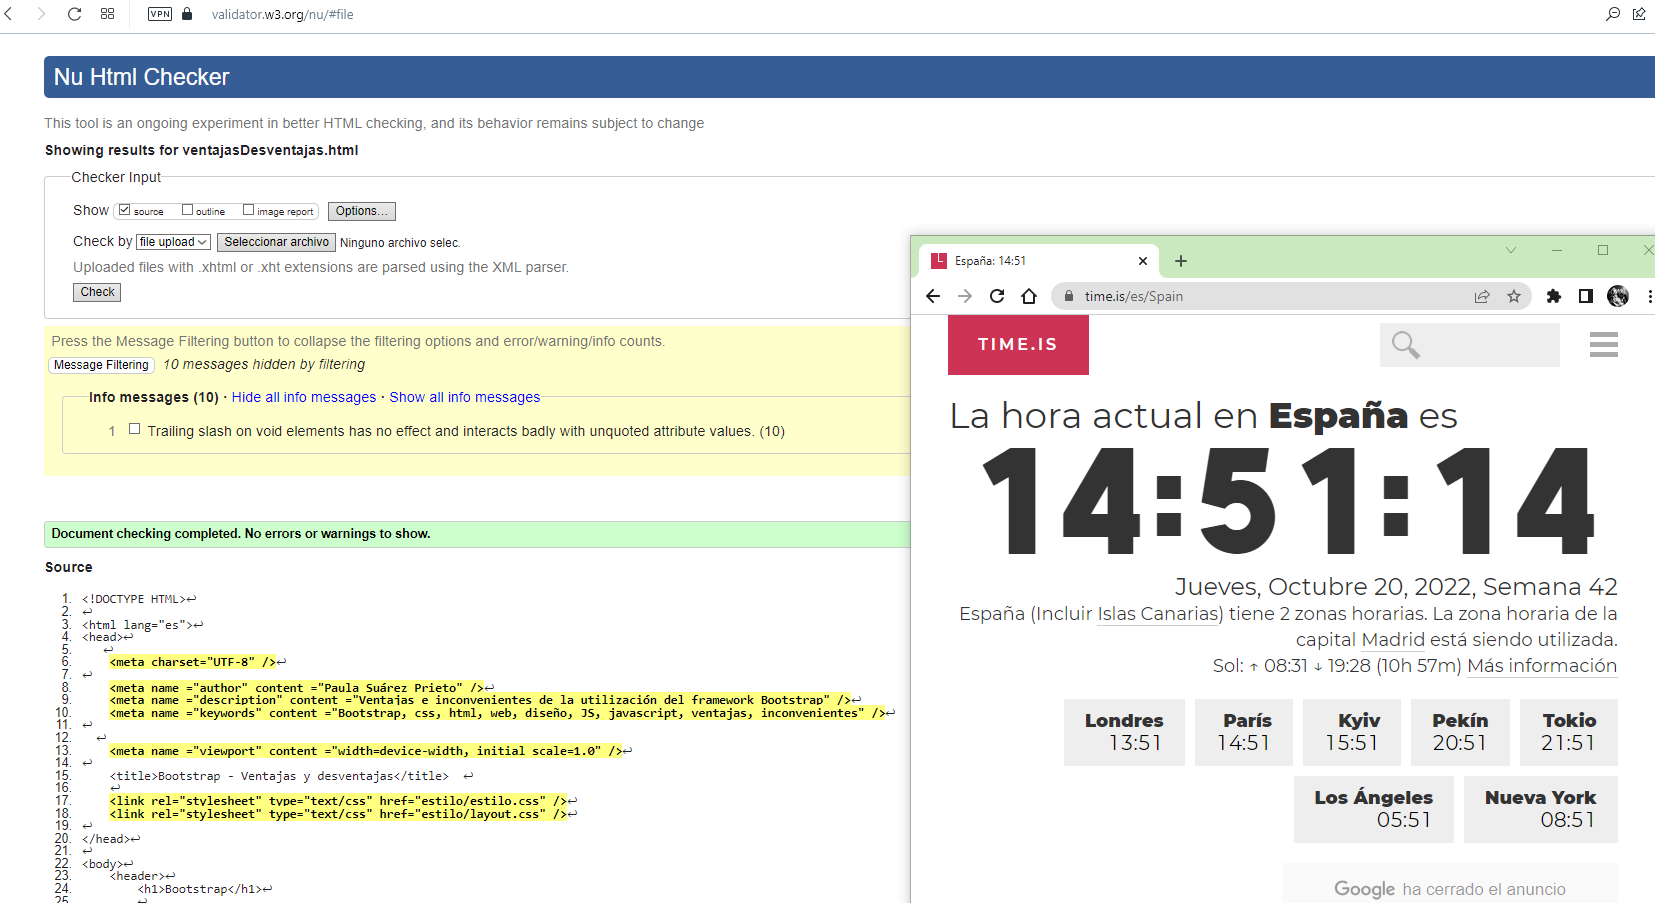 VPN validator.w3.org/nu/#file
Nu Html Checker
This tool is an ongoing experiment in better HTML checking, and its behavior remains subject to change
Showing results for ventajasDesventajas.html
Checker Input
Show source outline image report Options...
Check by file upload Seleccionar archivo Ninguno archivo selec.
Uploaded files with .xhtml or .xht extensions are parsed using the XML parser.
Check
Press the Message Filtering button to collapse the filtering options and error/warning/info counts.
Message Filtering 10 messages hidden by filtering
Info messages (10) · Hide all info messages · Show all info messages
1 Trailing slash on void elements has no effect and interacts badly with unquoted attribute values. (10)
Document checking completed. No errors or warnings to show.
Source
1. <!DOCTYPE HTML>↩
2. ↩
3. <html lang="es">↩
4. <head>↩
5. ↩
6. <meta charset="UTF-8" />↩
7. ↩
8. <meta name ="author" content ="Paula Suárez Prieto" />↩
9. <meta name ="description" content ="Ventajas e inconvenientes de la utilización del framework Bootstrap" />↩
10. <meta name ="keywords" content ="Bootstrap, css, html, web, diseño, JS, javascript, ventajas, inconvenientes" />↩
11. ↩
12. ↩
13. <meta name ="viewport" content ="width=device-width, initial scale=1.0" />↩
14. ↩
15. <title>Bootstrap - Ventajas y desventajas</title> ↩
16. ↩
17. <link rel="stylesheet" type="text/css" href="estilo/estilo.css" />↩
18. <link rel="stylesheet" type="text/css" href="estilo/layout.css" />↩
19. ↩
20. </head>↩
21. ↩
22. <body>↩
23. <header>↩
24. <h1>Bootstrap</h1>↩
25. ↩
España: 14:51
time.is/es/Spain
TIME.IS
La hora actual en España es
14:51:14
Jueves, Octubre 20, 2022, Semana 42
España (Incluir Islas Canarias) tiene 2 zonas horarias. La zona horaria de la
capital Madrid está siendo utilizada.
Sol: ↑ 08:31 ↓ 19:28 (10h 57m) Más información
Londres París Kyiv Pekín Tokio
13:51 14:51 15:51 20:51 21:51
Los Ángeles Nueva York
05:51 08:51
Google ha cerrado el anuncio